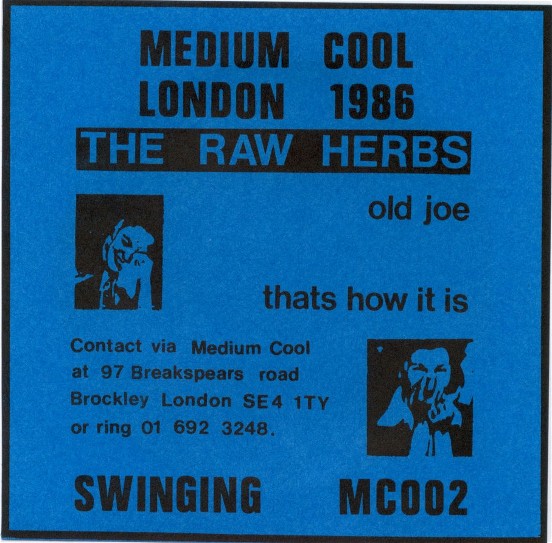 MEDIUM COOL
LONDON 1986
THE RAW HERBS
old joe
thats how it is
Contact via Medium Cool
at 97 Breakspears road
Brockley London SE4 1TY
or ring 01 692 3248.
SWINGING MC002